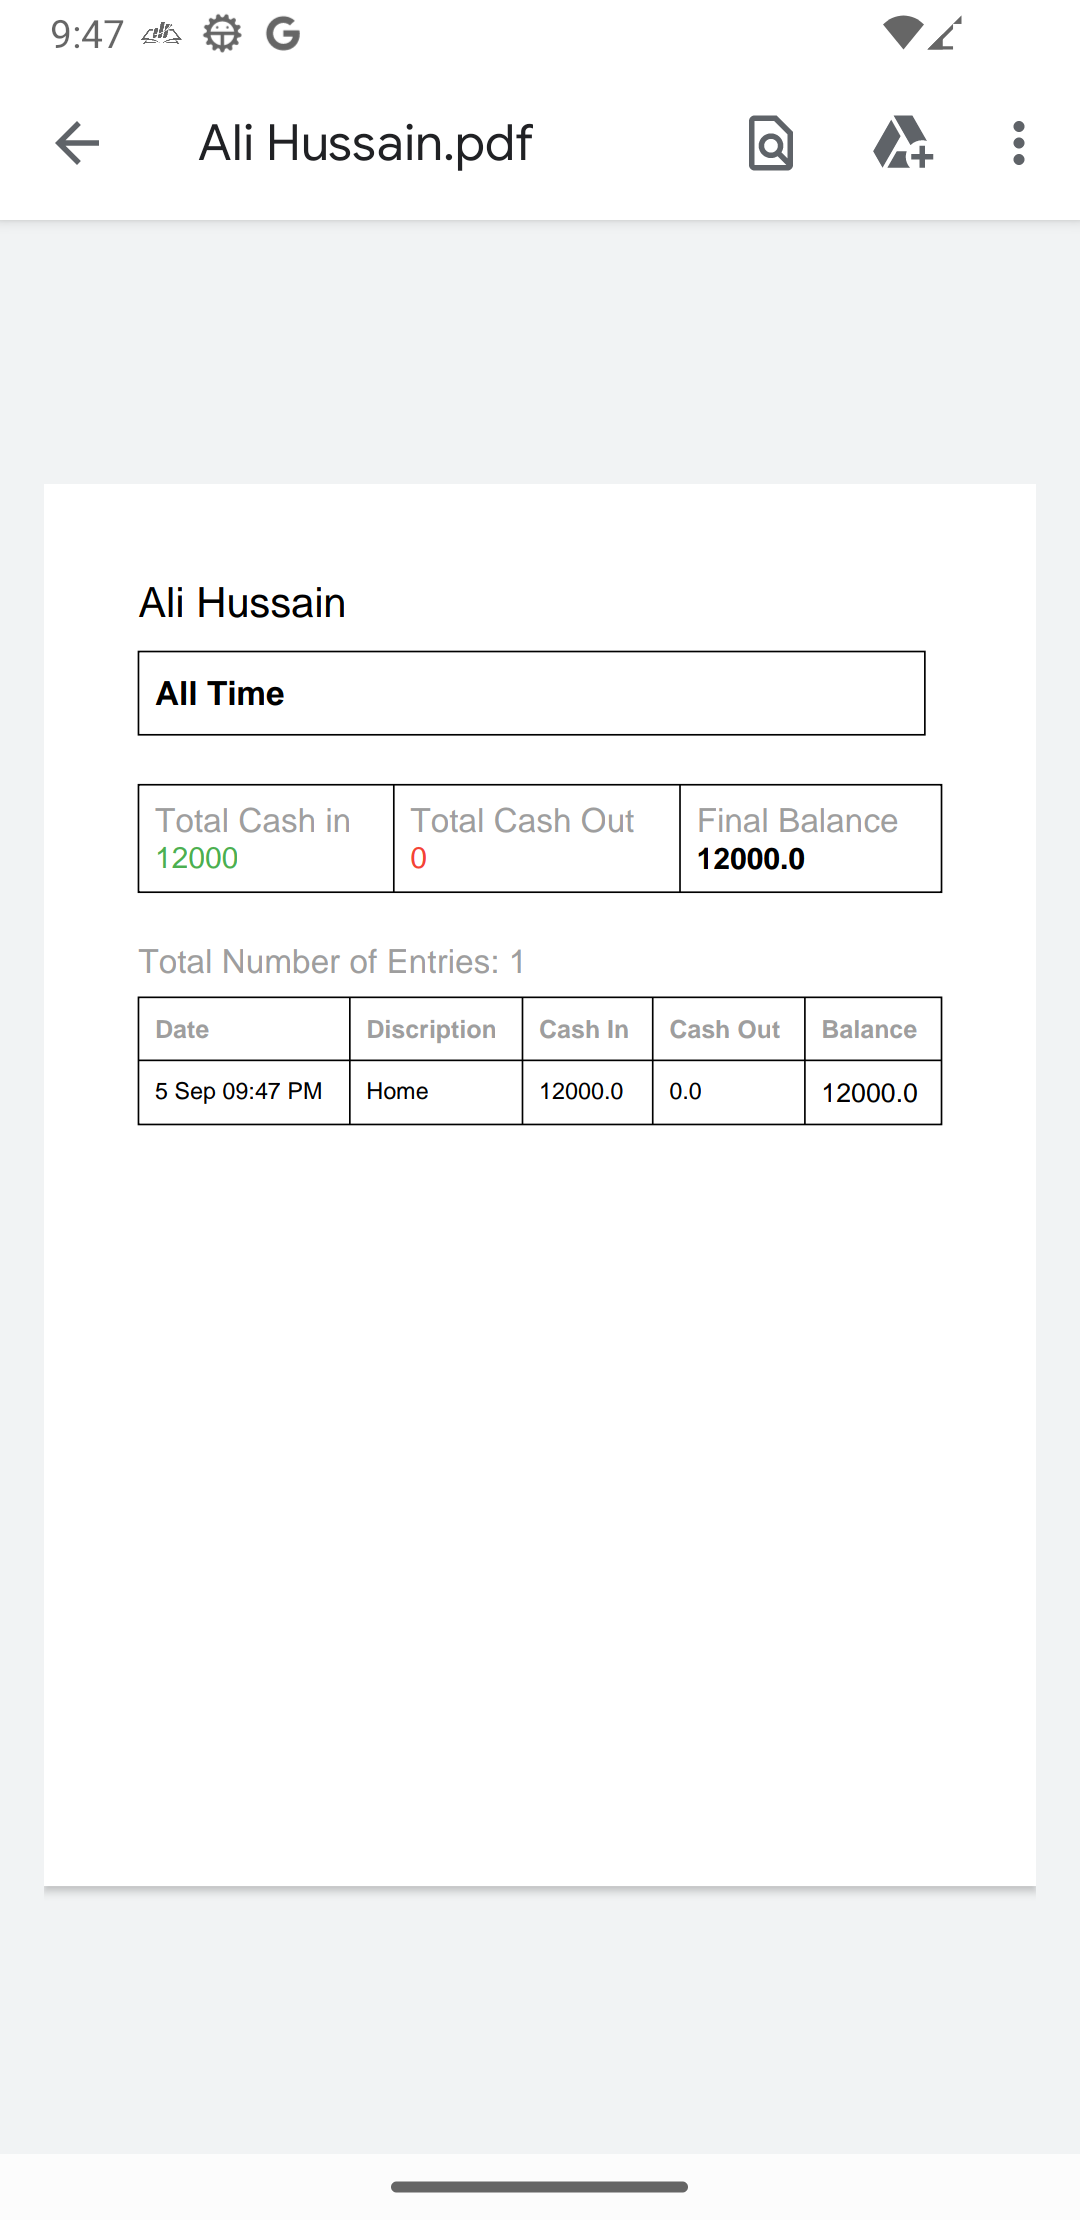 9:47
Ali Hussain.pdf
Ali Hussain
All Time
Total Cash in Total Cash Out Final Balance
12000 0 12000.0
Total Number of Entries: 1
Date Discription Cash In Cash Out Balance
5 Sep 09:47 PM Home 12000.0 0.0 12000.0